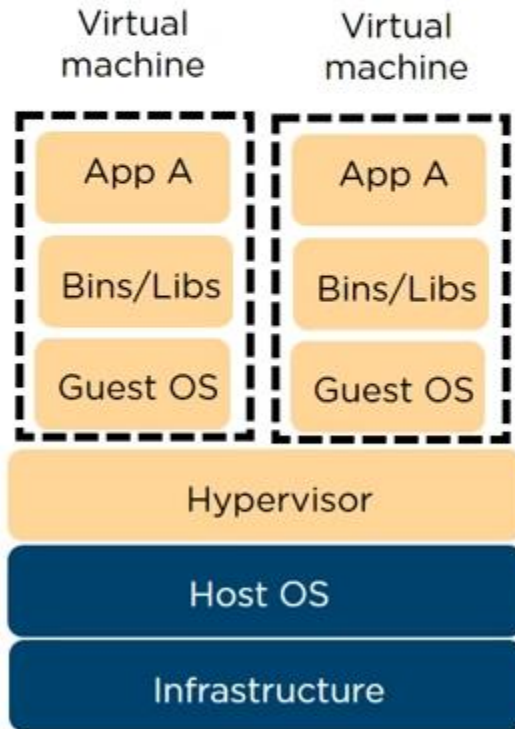 Virtual
machine
Virtual
machine
App A
App A
Bins/Libs
Bins/Libs
Guest OS
Guest OS
Hypervisor
Host OS
Infrastructure